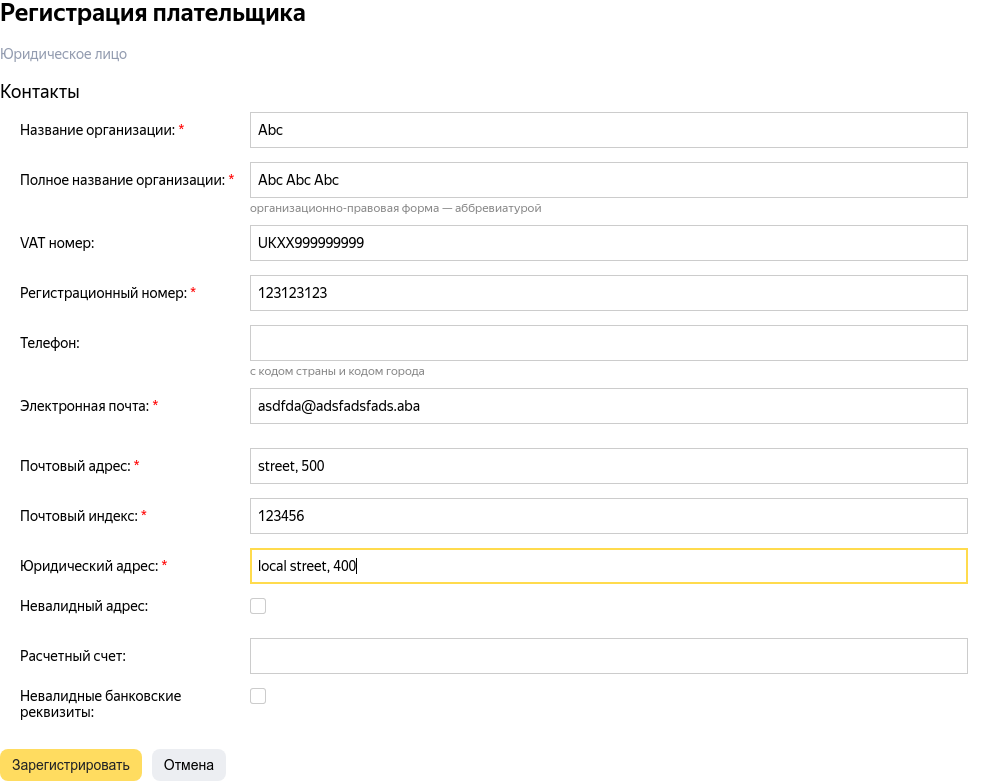 Регистрация плательщика
Юридическое лицо
Контакты
Название организации: *
Abc
Полное название организации: *
Abc Abc Abc
организационно-правовая форма — аббревиатурой
VAT номер:
UKXX999999999
Регистрационный номер: *
123123123
Телефон:
с кодом страны и кодом города
Электронная почта: *
asdfda@adsfadsfads.aba
Почтовый адрес: *
street, 500
Почтовый индекс: *
123456
Юридический адрес: *
local street, 400
Невалидный адрес:
Расчетный счет:
Невалидные банковские
реквизиты:
Зарегистрировать
Отмена